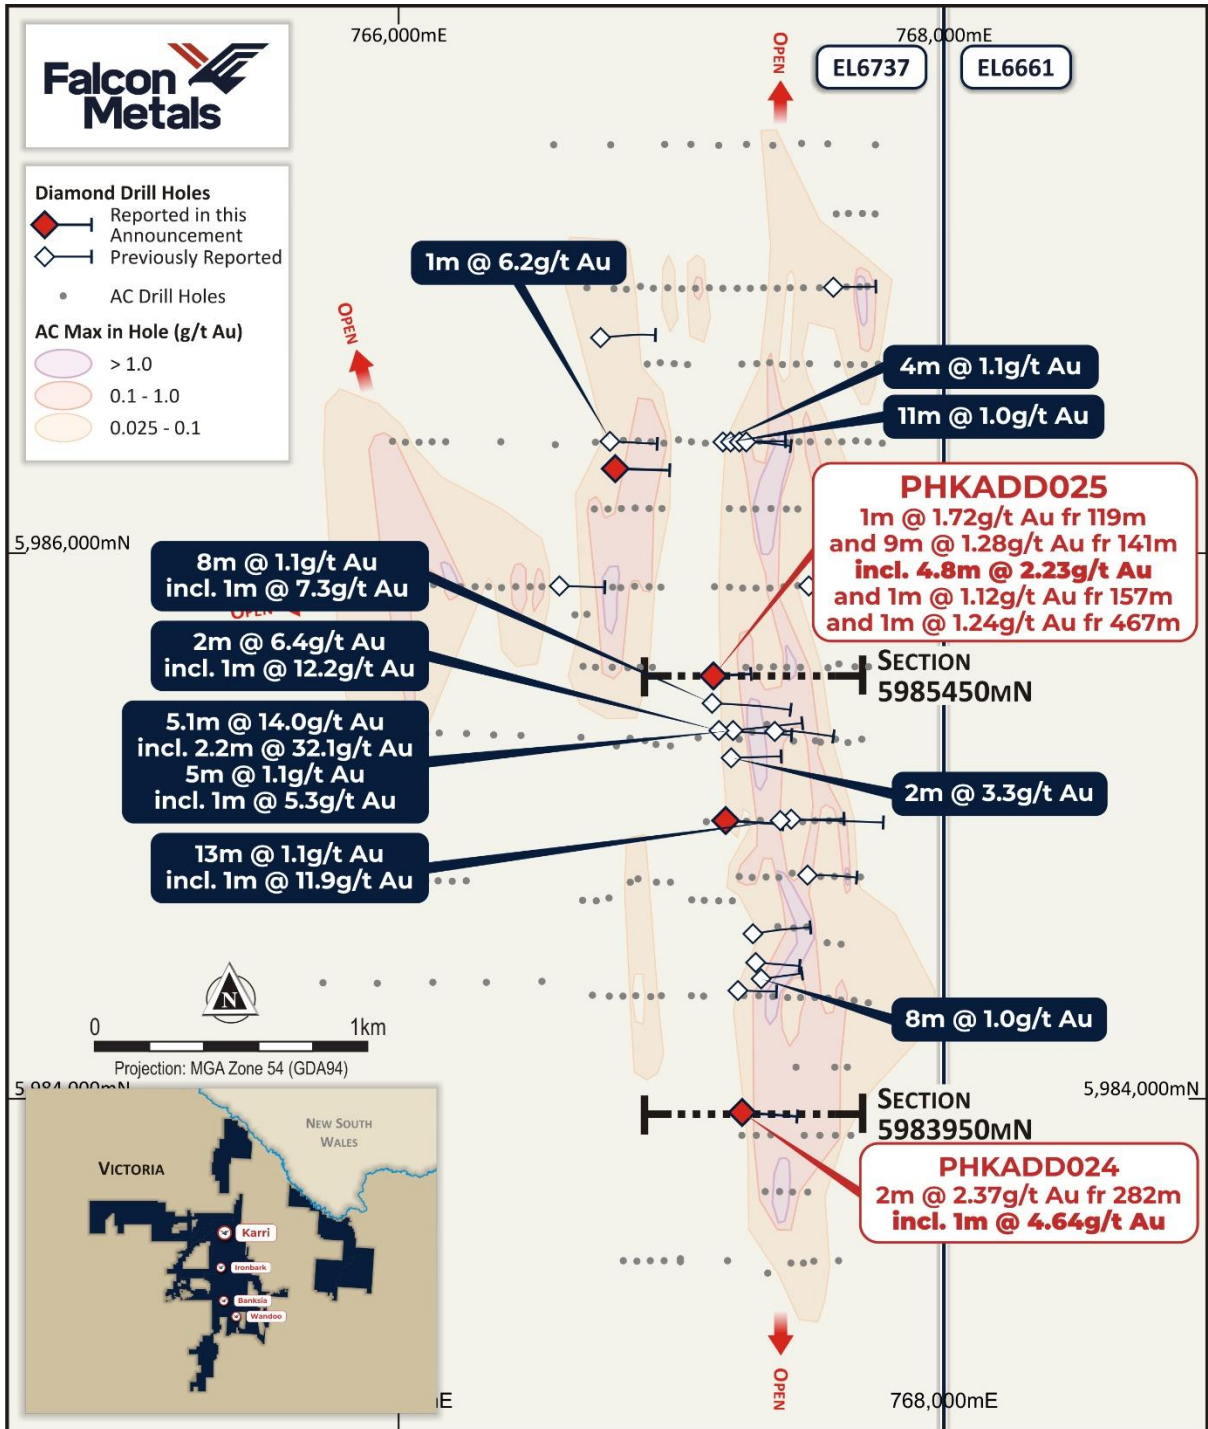 766,000mE
768,000mE
OPEN
EL6737
EL6661
Falcon
Metals
Diamond Drill Holes
Reported in this
Announcement
Previously Reported
AC Drill Holes
AC Max in Hole (g/t Au)
> 1.0
0.1 - 1.0
0.025 - 0.1
1m @ 6.2g/t Au
OPEN
4m @ 1.1g/t Au
11m @ 1.0g/t Au
PHKADD025
1m @ 1.72g/t Au fr 119m
and 9m @ 1.28g/t Au fr 141m
incl. 4.8m @ 2.23g/t Au
and 1m @ 1.12g/t Au fr 157m
and 1m @ 1.24g/t Au fr 467m
5,986,000mN
8m @ 1.1g/t Au
incl. 1m @ 7.3g/t Au
OPEN
2m @ 6.4g/t Au
incl. 1m @ 12.2g/t Au
SECTION
5985450MN
5.1m @ 14.0g/t Au
incl. 2.2m @ 32.1g/t Au
5m @ 1.1g/t Au
incl. 1m @ 5.3g/t Au
2m @ 3.3g/t Au
13m @ 1.1g/t Au
incl. 1m @ 11.9g/t Au
N
8m @ 1.0g/t Au
0 1km
Projection: MGA Zone 54 (GDA94)
5,984,000mN
5,984,000mN
SECTION
5983950MN
PHKADD024
2m @ 2.37g/t Au fr 282m
incl. 1m @ 4.64g/t Au
NEW SOUTH
WALES
VICTORIA
Karri
Ironbark
Banksia
Wandoo
OPEN
mE
768,000mE